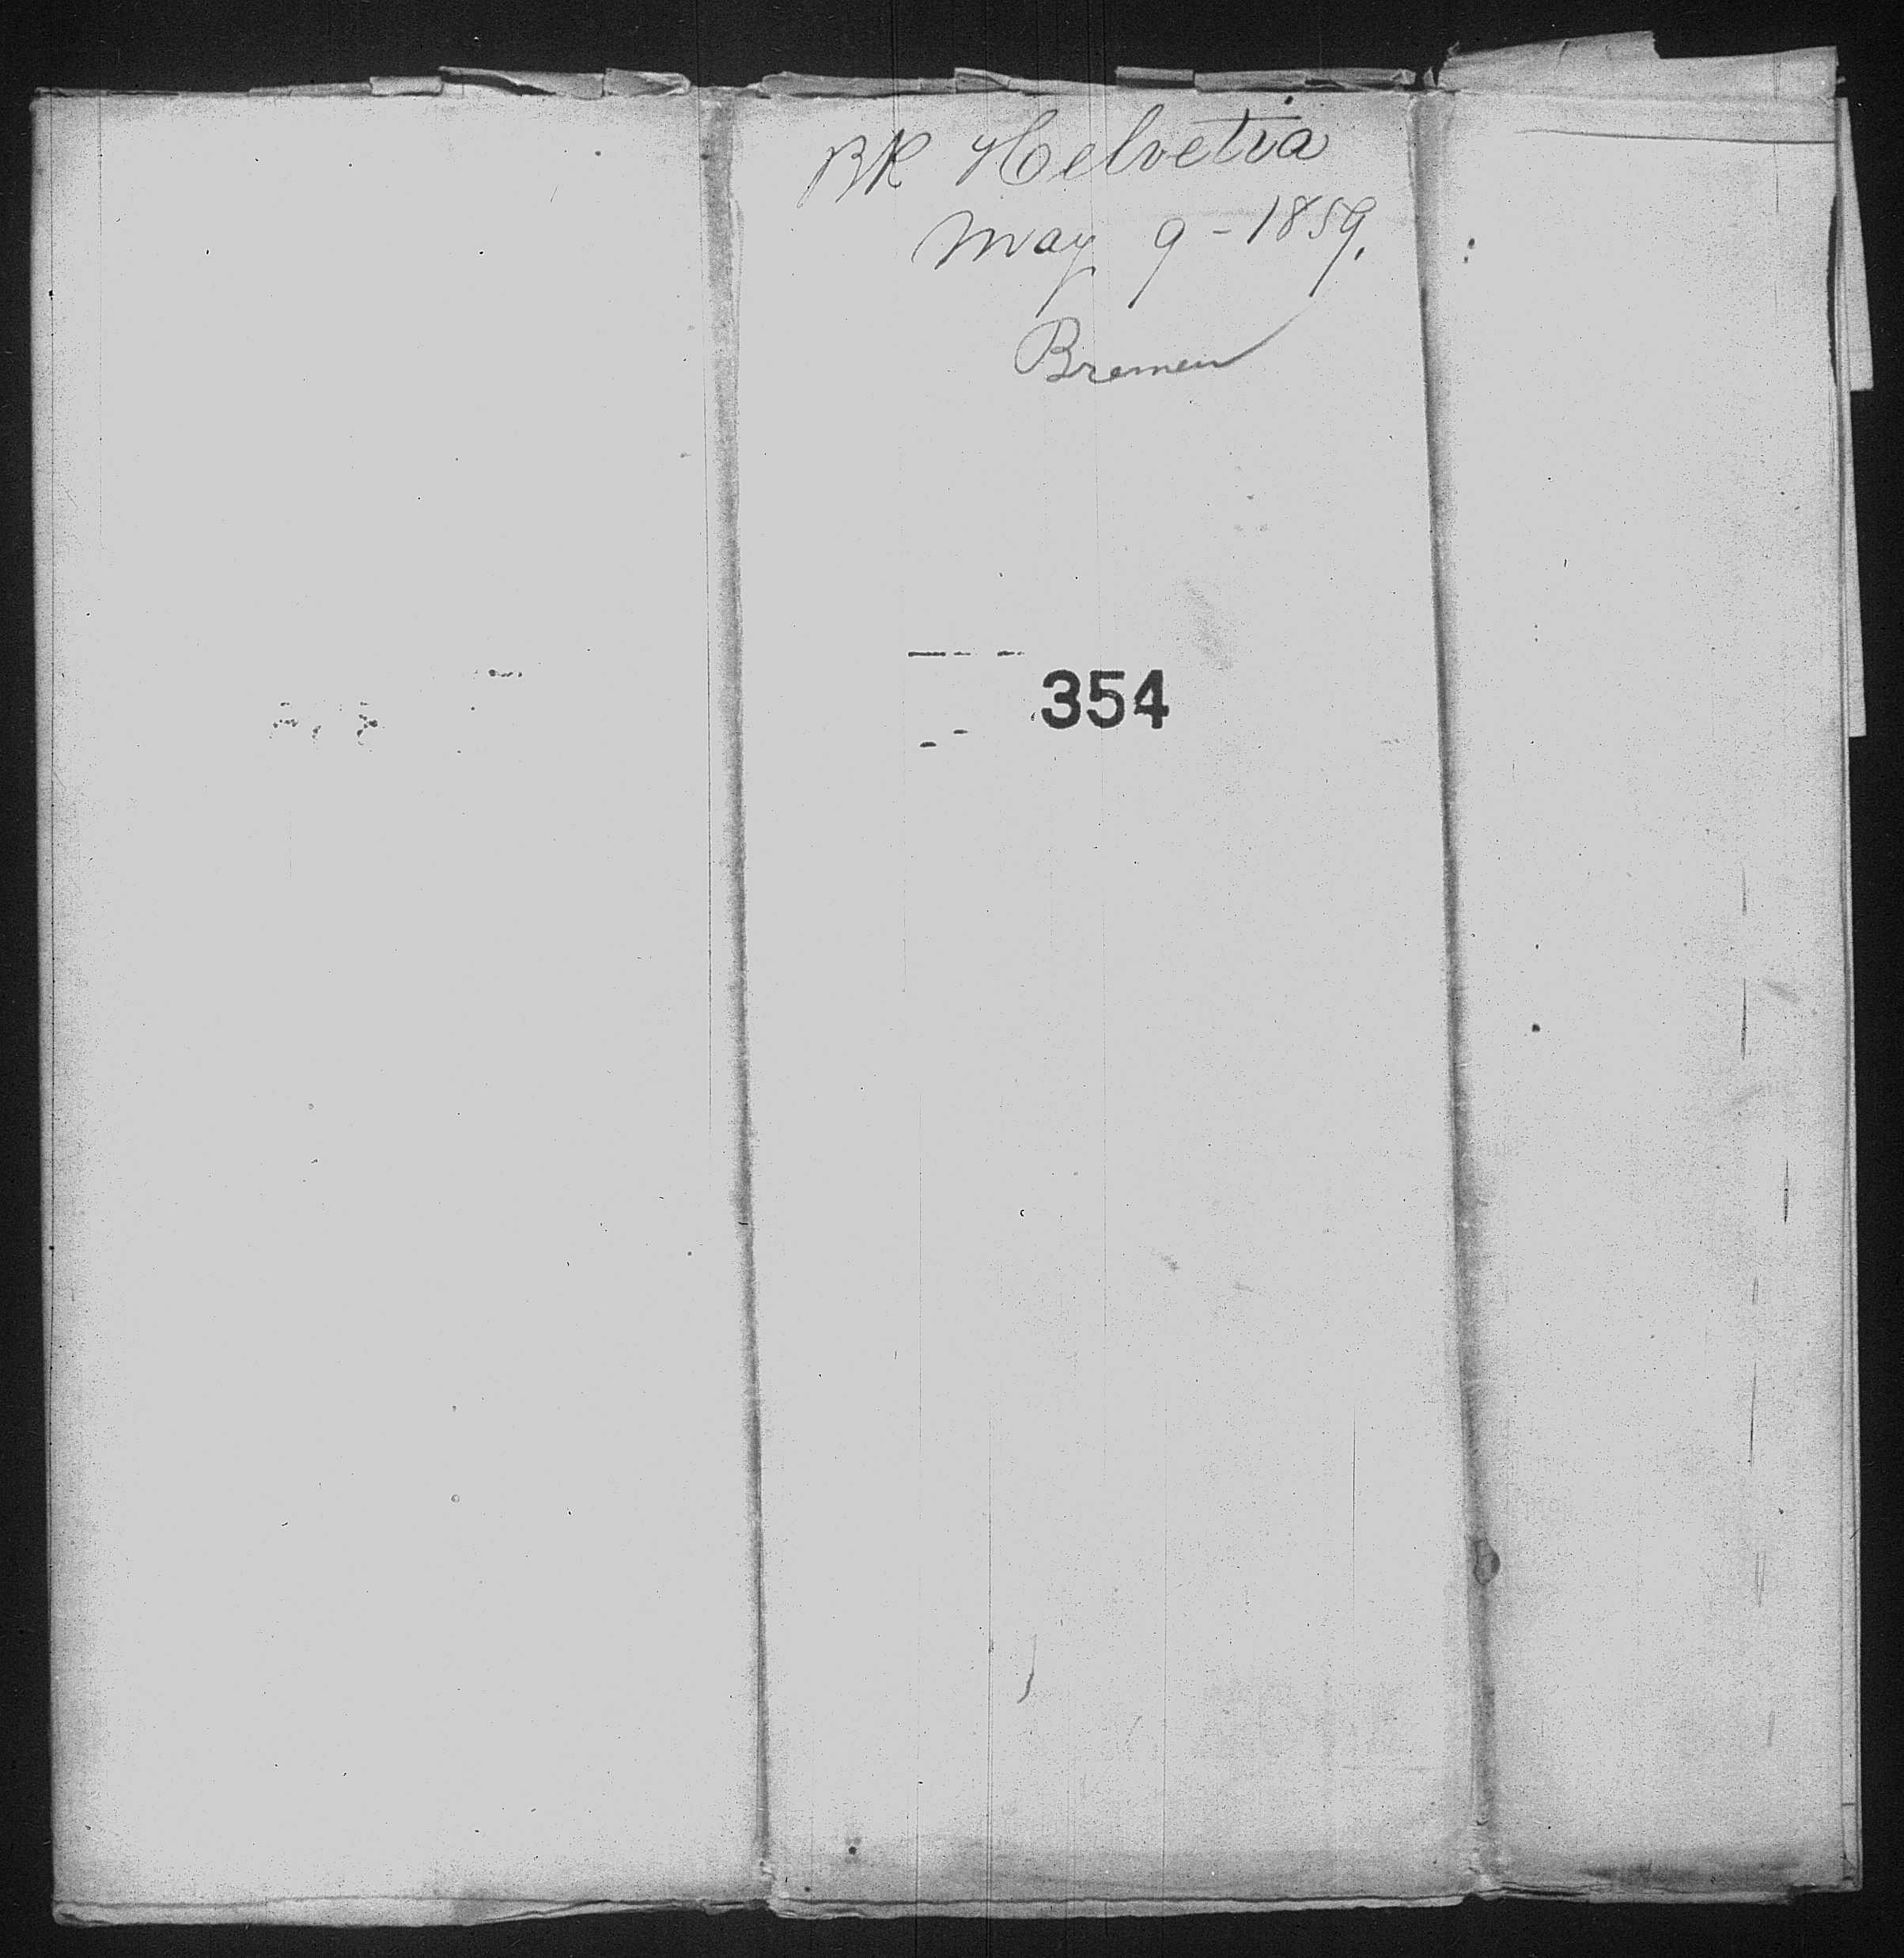 BK Helvetia
May 9 - 1859.
Bremen
354